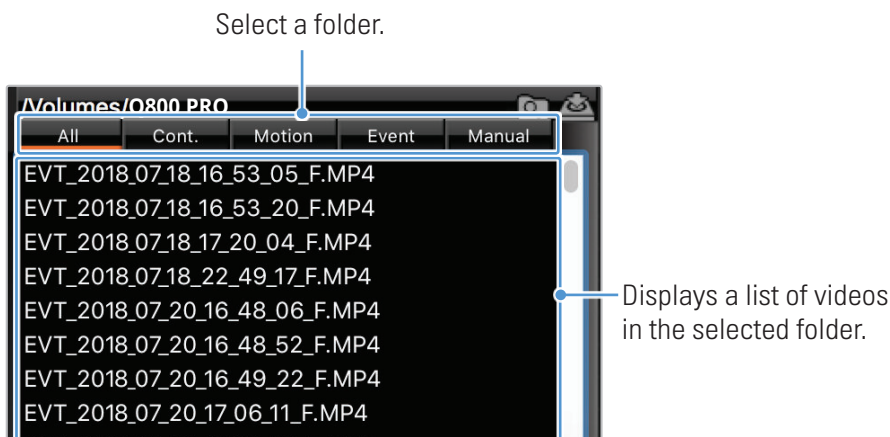 Select a folder.
/Volumes/Q800 PRO
All Cont. Motion Event Manual
EVT_2018_07_18_16_53_05_F.MP4
EVT_2018_07_18_16_53_20_F.MP4
EVT_2018_07_18_17_20_04_F.MP4
EVT_2018_07_18_22_49_17_F.MP4
EVT_2018_07_20_16_48_06_F.MP4
EVT_2018_07_20_16_48_52_F.MP4
EVT_2018_07_20_16_49_22_F.MP4
EVT_2018_07_20_17_06_11_F.MP4
Displays a list of videos
in the selected folder.